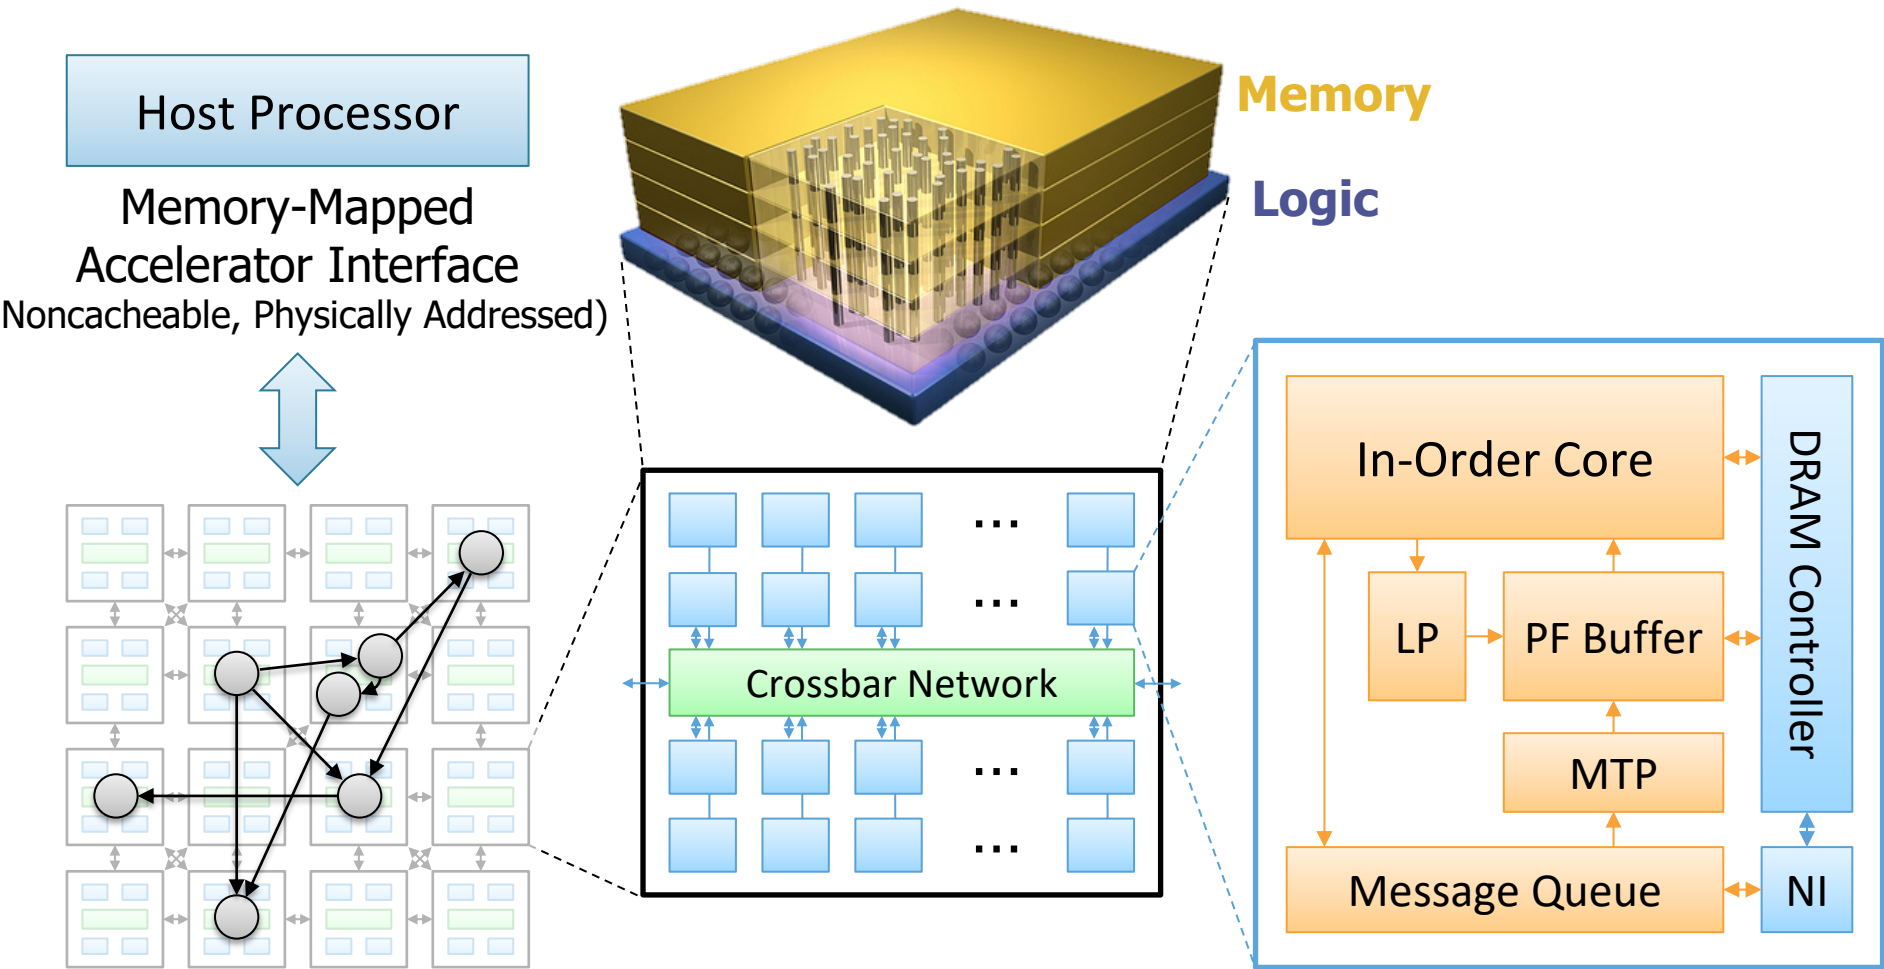 Host Processor
Memory-Mapped
Accelerator Interface
Noncacheable, Physically Addressed)
Memory
Logic
...
...
Crossbar Network
...
...
In-Order Core
LP
PF Buffer
MTP
Message Queue
DRAM Controller
NI